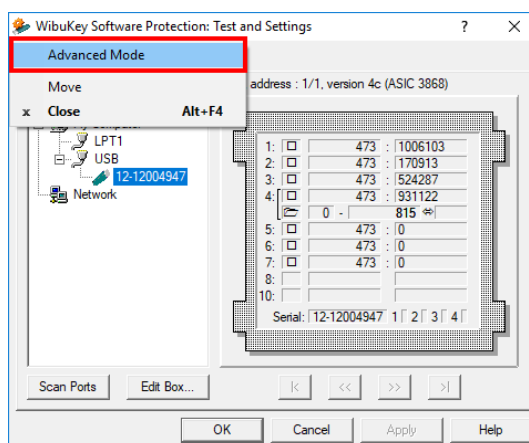 WibuKey Software Protection: Test and Settings ? ×
Advanced Mode
Move
x Close Alt+F4
address : 1/1, version 4c (ASIC 3868)
LPT1
USB
12-12004947
Network
1: 473 : 1006103
2: 473 : 170913
3: 473 : 524287
4: 473 : 931122
0 - 815
5: 473 : 0
6: 473 : 0
7: 473 : 0
8:
10:
Serial: 12-12004947 1 2 3 4
Scan Ports Edit Box... |< << >> >|
OK Cancel Apply Help